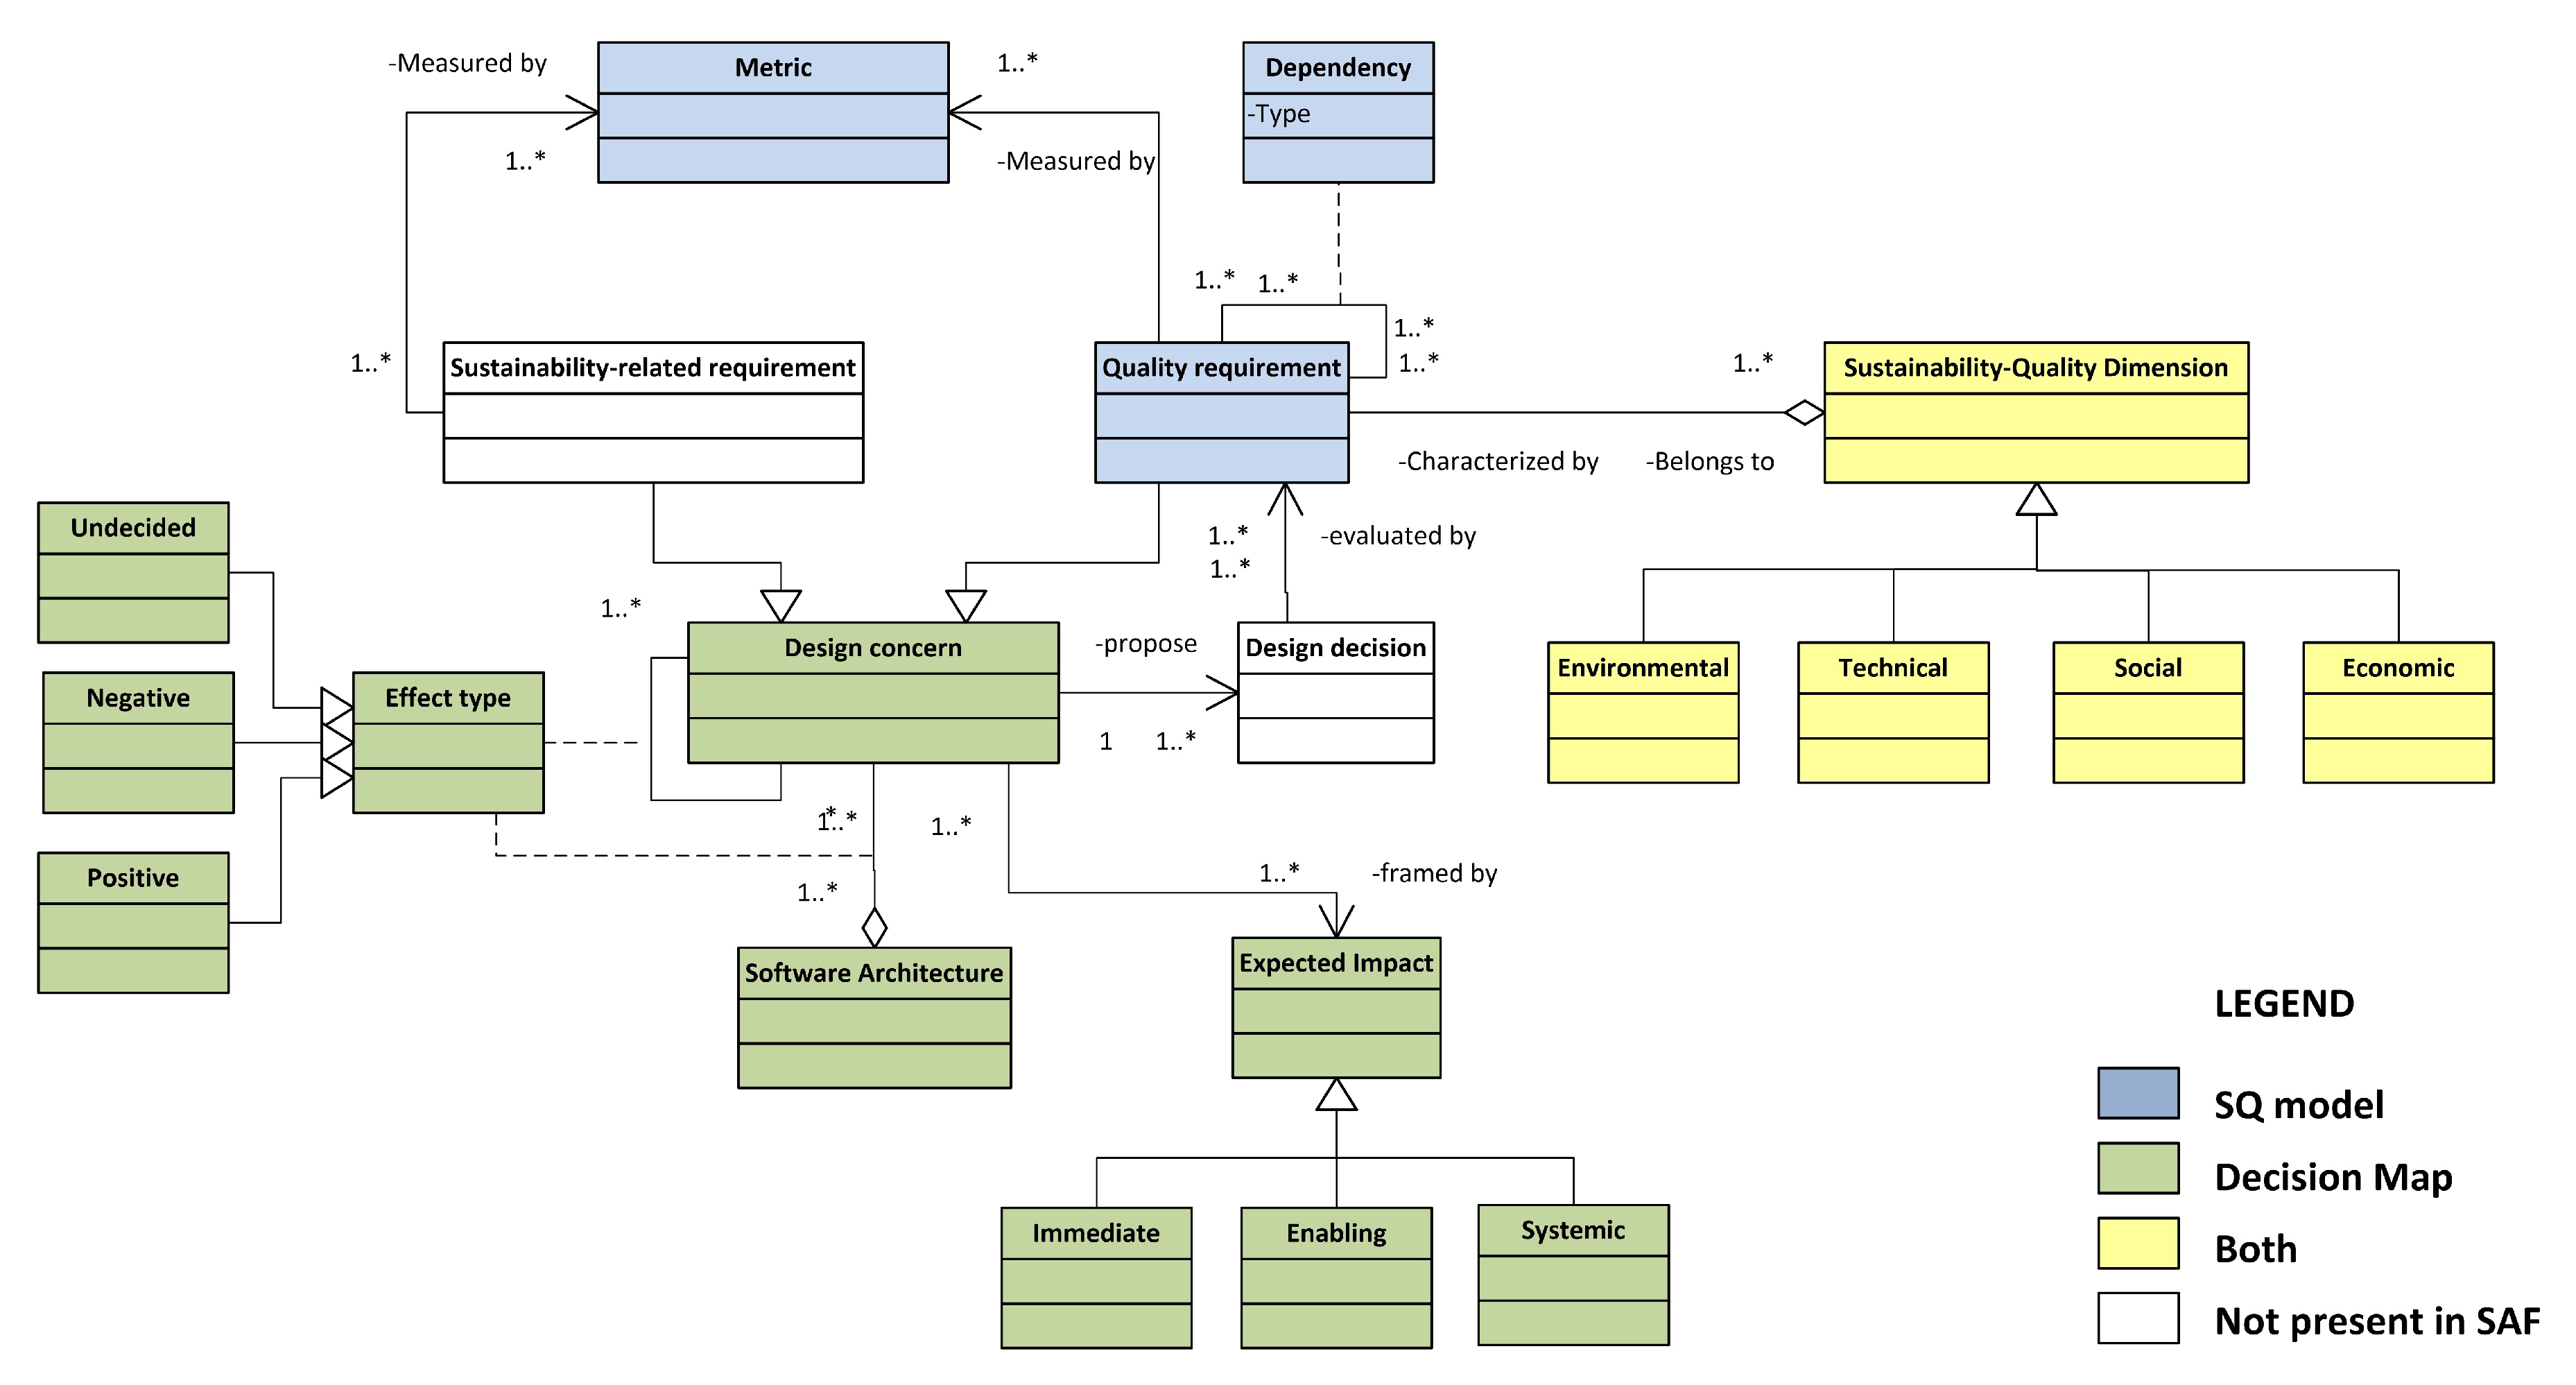 -Measured by
Metric
1..*
Dependency
-Type
1..*
-Measured by
1..*
1..*
1..*
1..*
Sustainability-related requirement
Quality requirement
1..*
1..*
Sustainability-Quality Dimension
-Characterized by
-Belongs to
Undecided
1..*
-evaluated by
1..*
1..*
Design concern
-propose
Design decision
Environmental
Technical
Social
Economic
Negative
Effect type
1
1..*
*
1..*
1..*
Positive
1..*
1..*
-framed by
Software Architecture
Expected Impact
LEGEND
SQ model
Decision Map
Immediate
Enabling
Systemic
Both
Not present in SAF